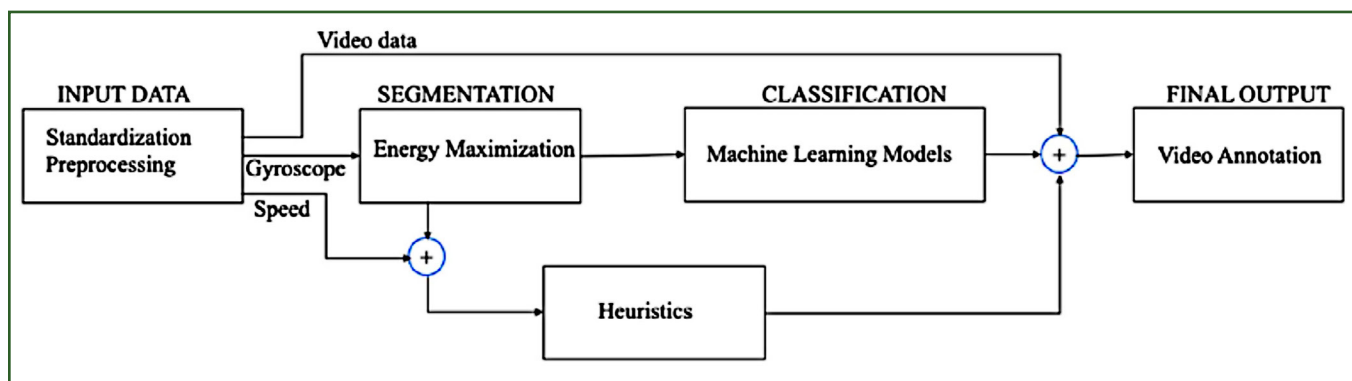 Video data
INPUT DATA
SEGMENTATION
CLASSIFICATION
FINAL OUTPUT
Standardization
Preprocessing
Energy Maximization
Machine Learning Models
+
Video Annotation
Gyroscope
Speed
+
Heuristics